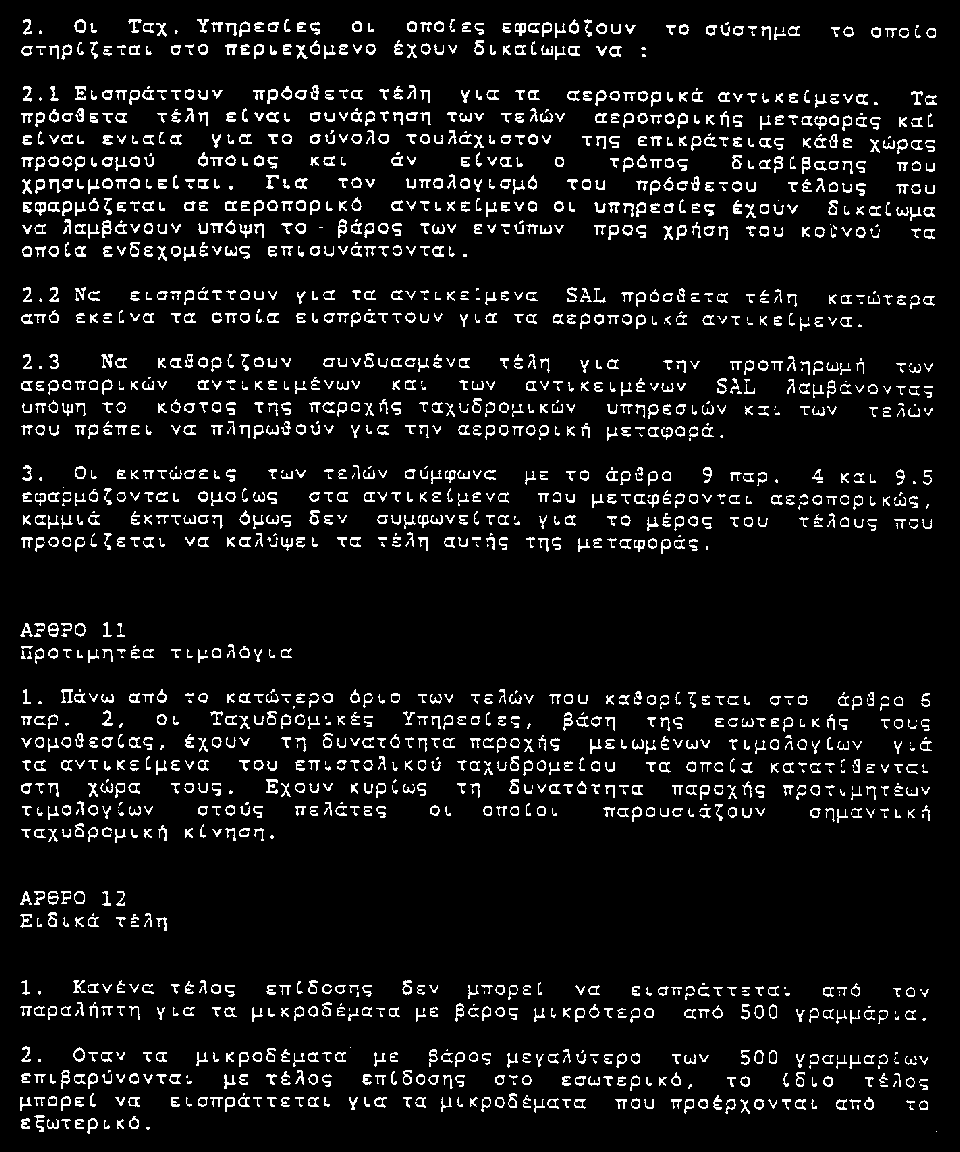 2. Οι Ταχ. Υπηρεσίες οι οποίες εφαρμόζουν το σύστημα το οποίο
στηρίζεται στο περιεχόμενο έχουν δικαίωμα να :
2.1 Εισπράττουν πρόσθετα τέλη για τα αεροπορικά αντικείμενα. Τα
πρόσθετα τέλη είναι συνάρτηση των τελών αεροπορικής μεταφοράς καί
είναι ενιαία για το σύνολο τουλάχιστον της επικράτειας κάθε χώρας
προορισμού όποιος και άν είναι ο τρόπος διαβίβασης που
χρησιμοποιείται. Για τον υπολογισμό του πρόσθετου τέλους που
εφαρμόζεται σε αεροπορικό αντικείμενο οι υπηρεσίες έχουν δικαίωμα
να λαμβάνουν υπόψη το - βάρος των εντύπων προς χρήση του κοινού τα
οποία ενδεχομένως επισυνάπτονται.
2.2 Να εισπράττουν για τα αντικείμενα SAL πρόσθετα τέλη κατώτερα
από εκείνα τα οποία εισπράττουν για τα αεροπορικά αντικείμενα.
2.3 Να καθορίζουν συνδυασμένα τέλη για την προπληρωμή των
αεροπορικών αντικειμένων και των αντικειμένων SAL λαμβάνοντας
υπόψη το κόστος της παροχής ταχυδρομικών υπηρεσιών και των τελών
που πρέπει να πληρωθούν για την αεροπορική μεταφορά.
3. Οι εκπτώσεις των τελών σύμφωνα με το άρθρο 9 παρ. 4 και 9.5
εφαρμόζονται ομοίως στα αντικείμενα που μεταφέρονται αεροπορικώς,
καμμιά έκπτωση όμως δεν συμφωνείται για το μέρος του τέλους που
προορίζεται να καλύψει τα τέλη αυτής της μεταφοράς.
ΑΡΘΡΟ 11
Προτιμητέα τιμολόγια
1. Πάνω από το κατώτερο όριο των τελών που καθορίζεται στο άρθρο 6
παρ. 2, οι Ταχυδρομικές Υπηρεσίες, βάση της εσωτερικής τους
νομοθεσίας, έχουν τη δυνατότητα παροχής μειωμένων τιμολογίων γιά
τα αντικείμενα του επιστολικού ταχυδρομείου τα οποία κατατίθενται
στη χώρα τους. Εχουν κυρίως τη δυνατότητα παροχής προτιμητέων
τιμολογίων στούς πελάτες οι οποίοι παρουσιάζουν σημαντική
ταχυδρομική κίνηση.
ΑΡΘΡΟ 12
Ειδικά τέλη
1. Κανένα τέλος επίδοσης δεν μπορεί να εισπράττεται από τον
παραλήπτη για τα μικροδέματα με βάρος μικρότερο από 500 γραμμάρια.
2. Οταν τα μικροδέματα με βάρος μεγαλύτερο των 500 γραμμαρίων
επιβαρύνονται με τέλος επίδοσης στο εσωτερικό, το ίδιο τέλος
μπορεί να εισπράττεται για τα μικροδέματα που προέρχονται από το
εξωτερικό.